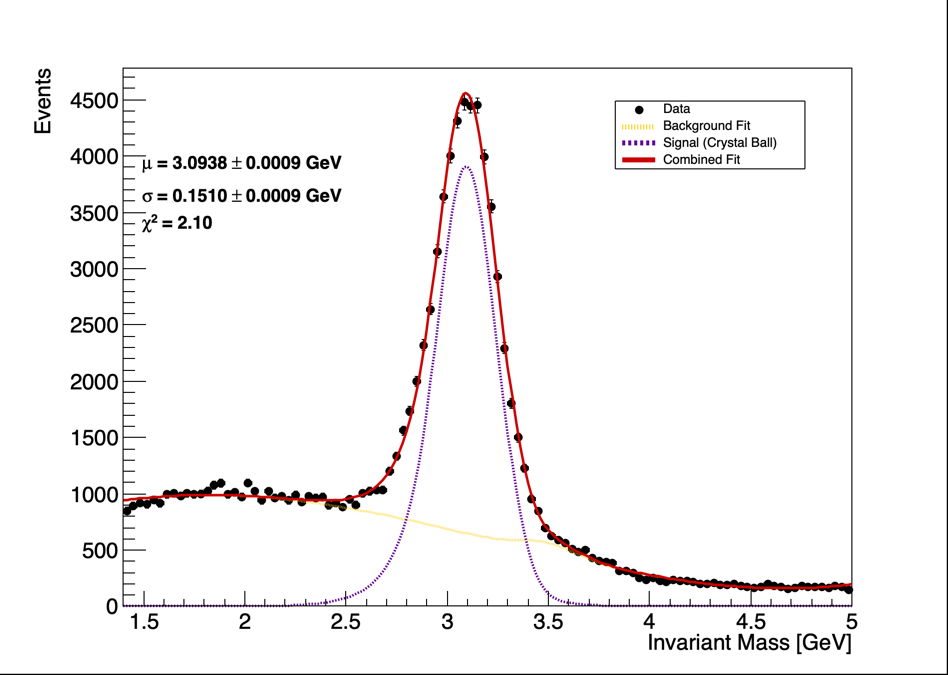 Events
4500
4000
3500
3000
2500
2000
1500
1000
500
0
μ = 3.0938 ± 0.0009 GeV
σ = 0.1510 ± 0.0009 GeV
χ² = 2.10
Data
Background Fit
Signal (Crystal Ball)
Combined Fit
1.5 2 2.5 3 3.5 4 4.5 5
Invariant Mass [GeV]